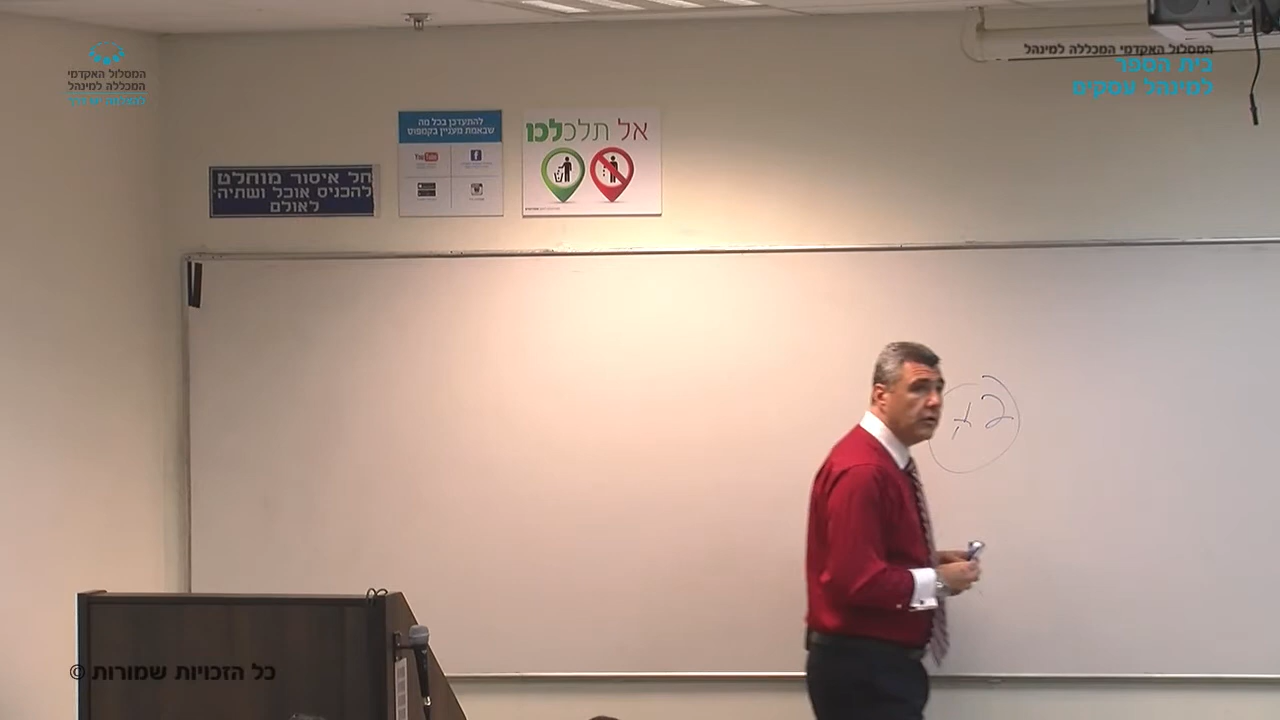 המסלול האקדמי המכללה למינהל
בית הספר
למינהל עסקים
המסלול האקדמי
המכללה למינהל
אל תלכלכו
להתעדכן בכל מה
שבאמת מעניין בקמפוס
YouTube
חל איסור מוחלט
להכניס אוכל ושתיה
לאולם
כל הזכויות שמורות ©